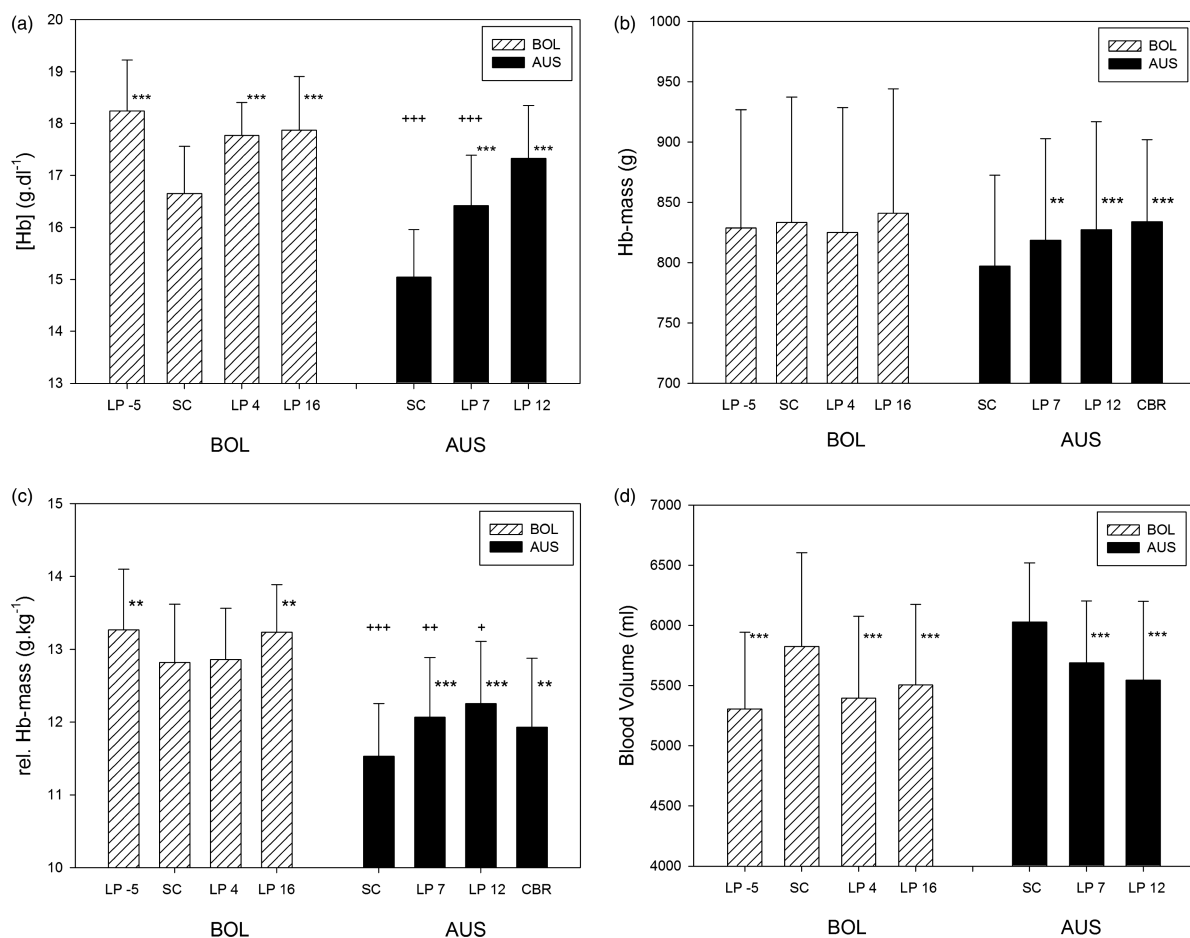 (a)
20
19
18
17
16
15
14
13
[Hb] (g.dl-1)
BOL
AUS
***
***
***
+++
+++
***
***
LP -5 SC LP 4 LP 16 SC LP 7 LP 12
BOL AUS
(b)
1000
950
900
850
800
750
700
Hb-mass (g)
BOL
AUS
**
***
***
LP -5 SC LP 4 LP 16 SC LP 7 LP 12 CBR
BOL AUS
(c)
15
14
13
12
11
10
rel. Hb-mass (g.kg-1)
BOL
AUS
**
**
+++
++
+
***
***
**
LP -5 SC LP 4 LP 16 SC LP 7 LP 12 CBR
BOL AUS
(d)
7000
6500
6000
5500
5000
4500
4000
Blood Volume (ml)
BOL
AUS
***
***
***
***
***
LP -5 SC LP 4 LP 16 SC LP 7 LP 12
BOL AUS